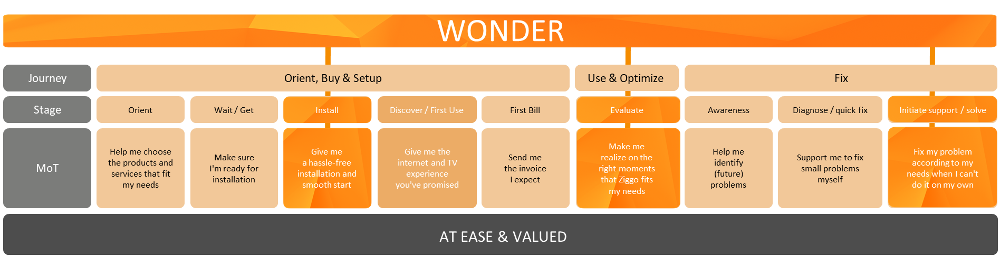 WONDER
Journey
Orient, Buy & Setup
Use & Optimize
Fix
Stage
Orient
Wait / Get
Install
Discover / First Use
First Bill
Evaluate
Awareness
Diagnose / quick fix
Initiate support / solve
MoT
Help me choose
the products and
services that fit
my needs
Make sure
I'm ready for
installation
Give me
a hassle-free
installation and
smooth start
Give me the
internet and TV
experience
you've promised
Send me
the invoice
I expect
Make me
realize on the
right moments
that Ziggo fits
my needs
Help me
identify
(future)
problems
Support me to fix
small problems
myself
Fix my problem
according to my
needs when I can't
do it on my own
AT EASE & VALUED